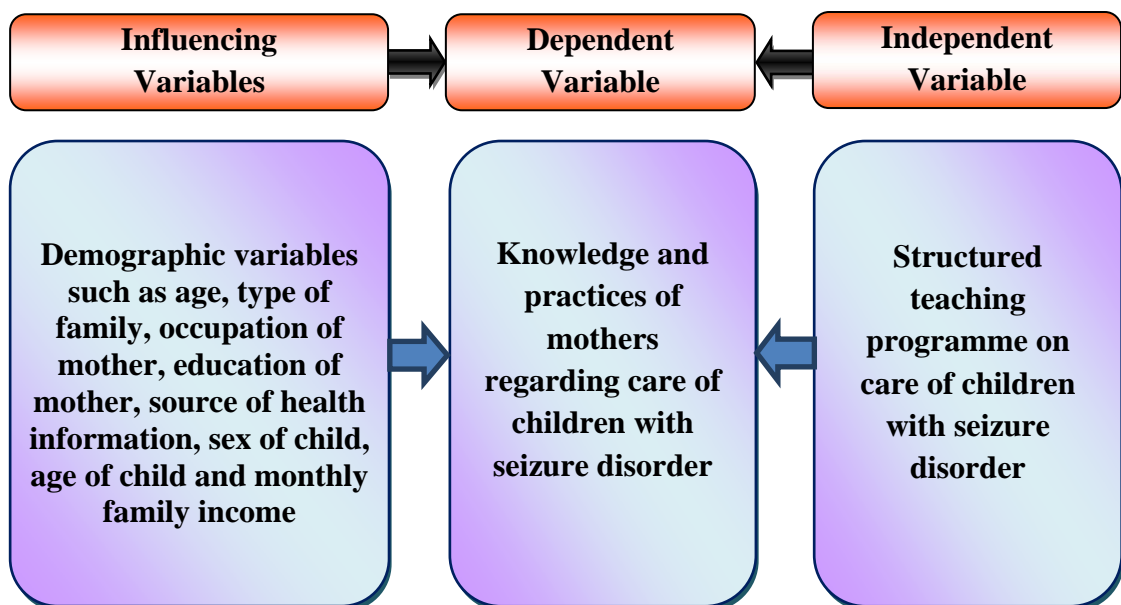 Influencing
Variables
Dependent
Variable
Independent
Variable
Demographic variables
such as age, type of
family, occupation of
mother, education of
mother, source of health
information, sex of child,
age of child and monthly
family income
Knowledge and
practices of
mothers
regarding care of
children with
seizure disorder
Structured
teaching
programme on
care of children
with seizure
disorder